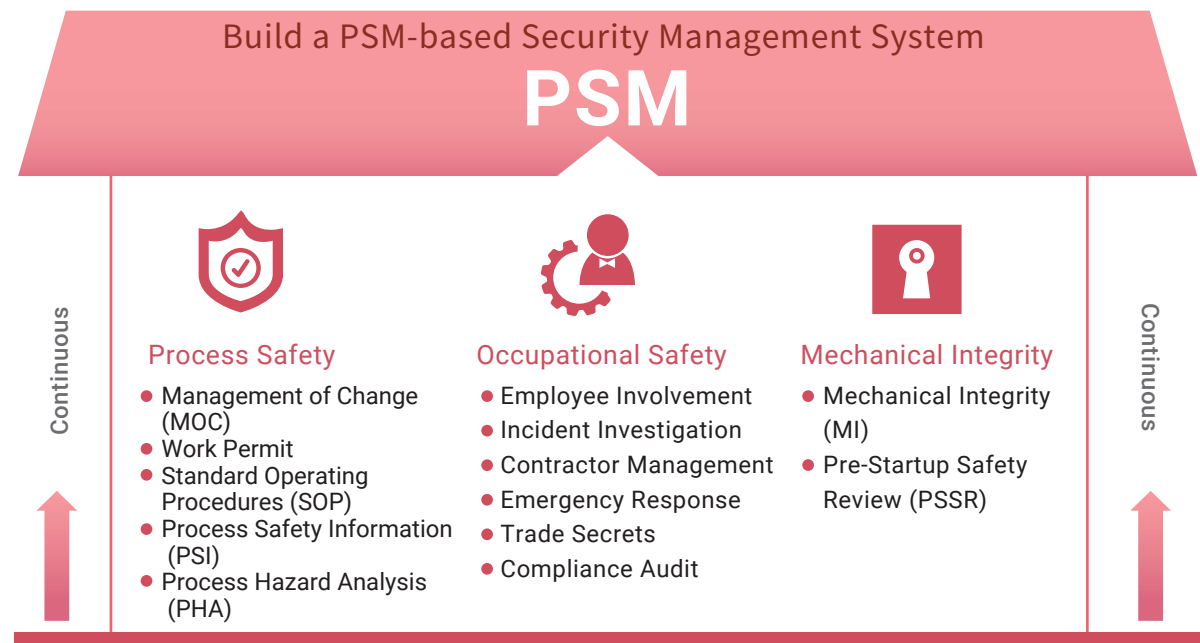 Build a PSM-based Security Management System
PSM
Continuous
Process Safety
Management of Change
(MOC)
Work Permit
Standard Operating
Procedures (SOP)
Process Safety Information
(PSI)
Process Hazard Analysis
(PHA)
Occupational Safety
Employee Involvement
Incident Investigation
Contractor Management
Emergency Response
Trade Secrets
Compliance Audit
Mechanical Integrity
Mechanical Integrity
(MI)
Pre-Startup Safety
Review (PSSR)
Continuous